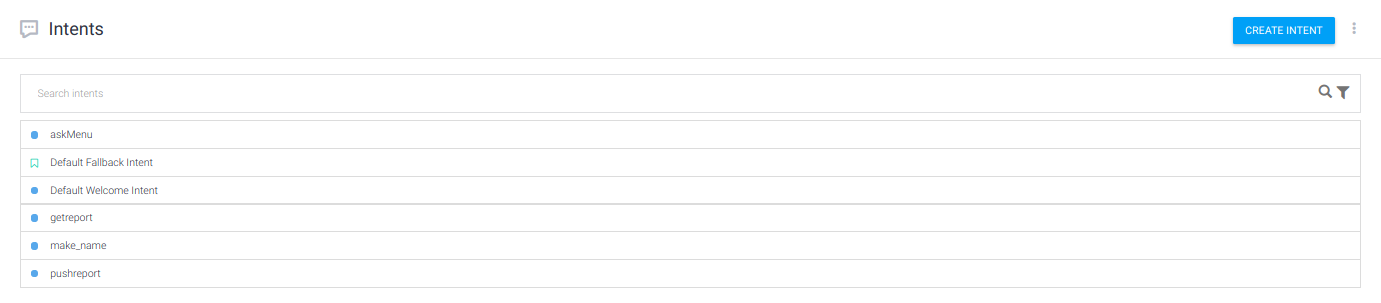 Intents
CREATE INTENT
Search intents
askMenu
Default Fallback Intent
Default Welcome Intent
getreport
make_name
pushreport